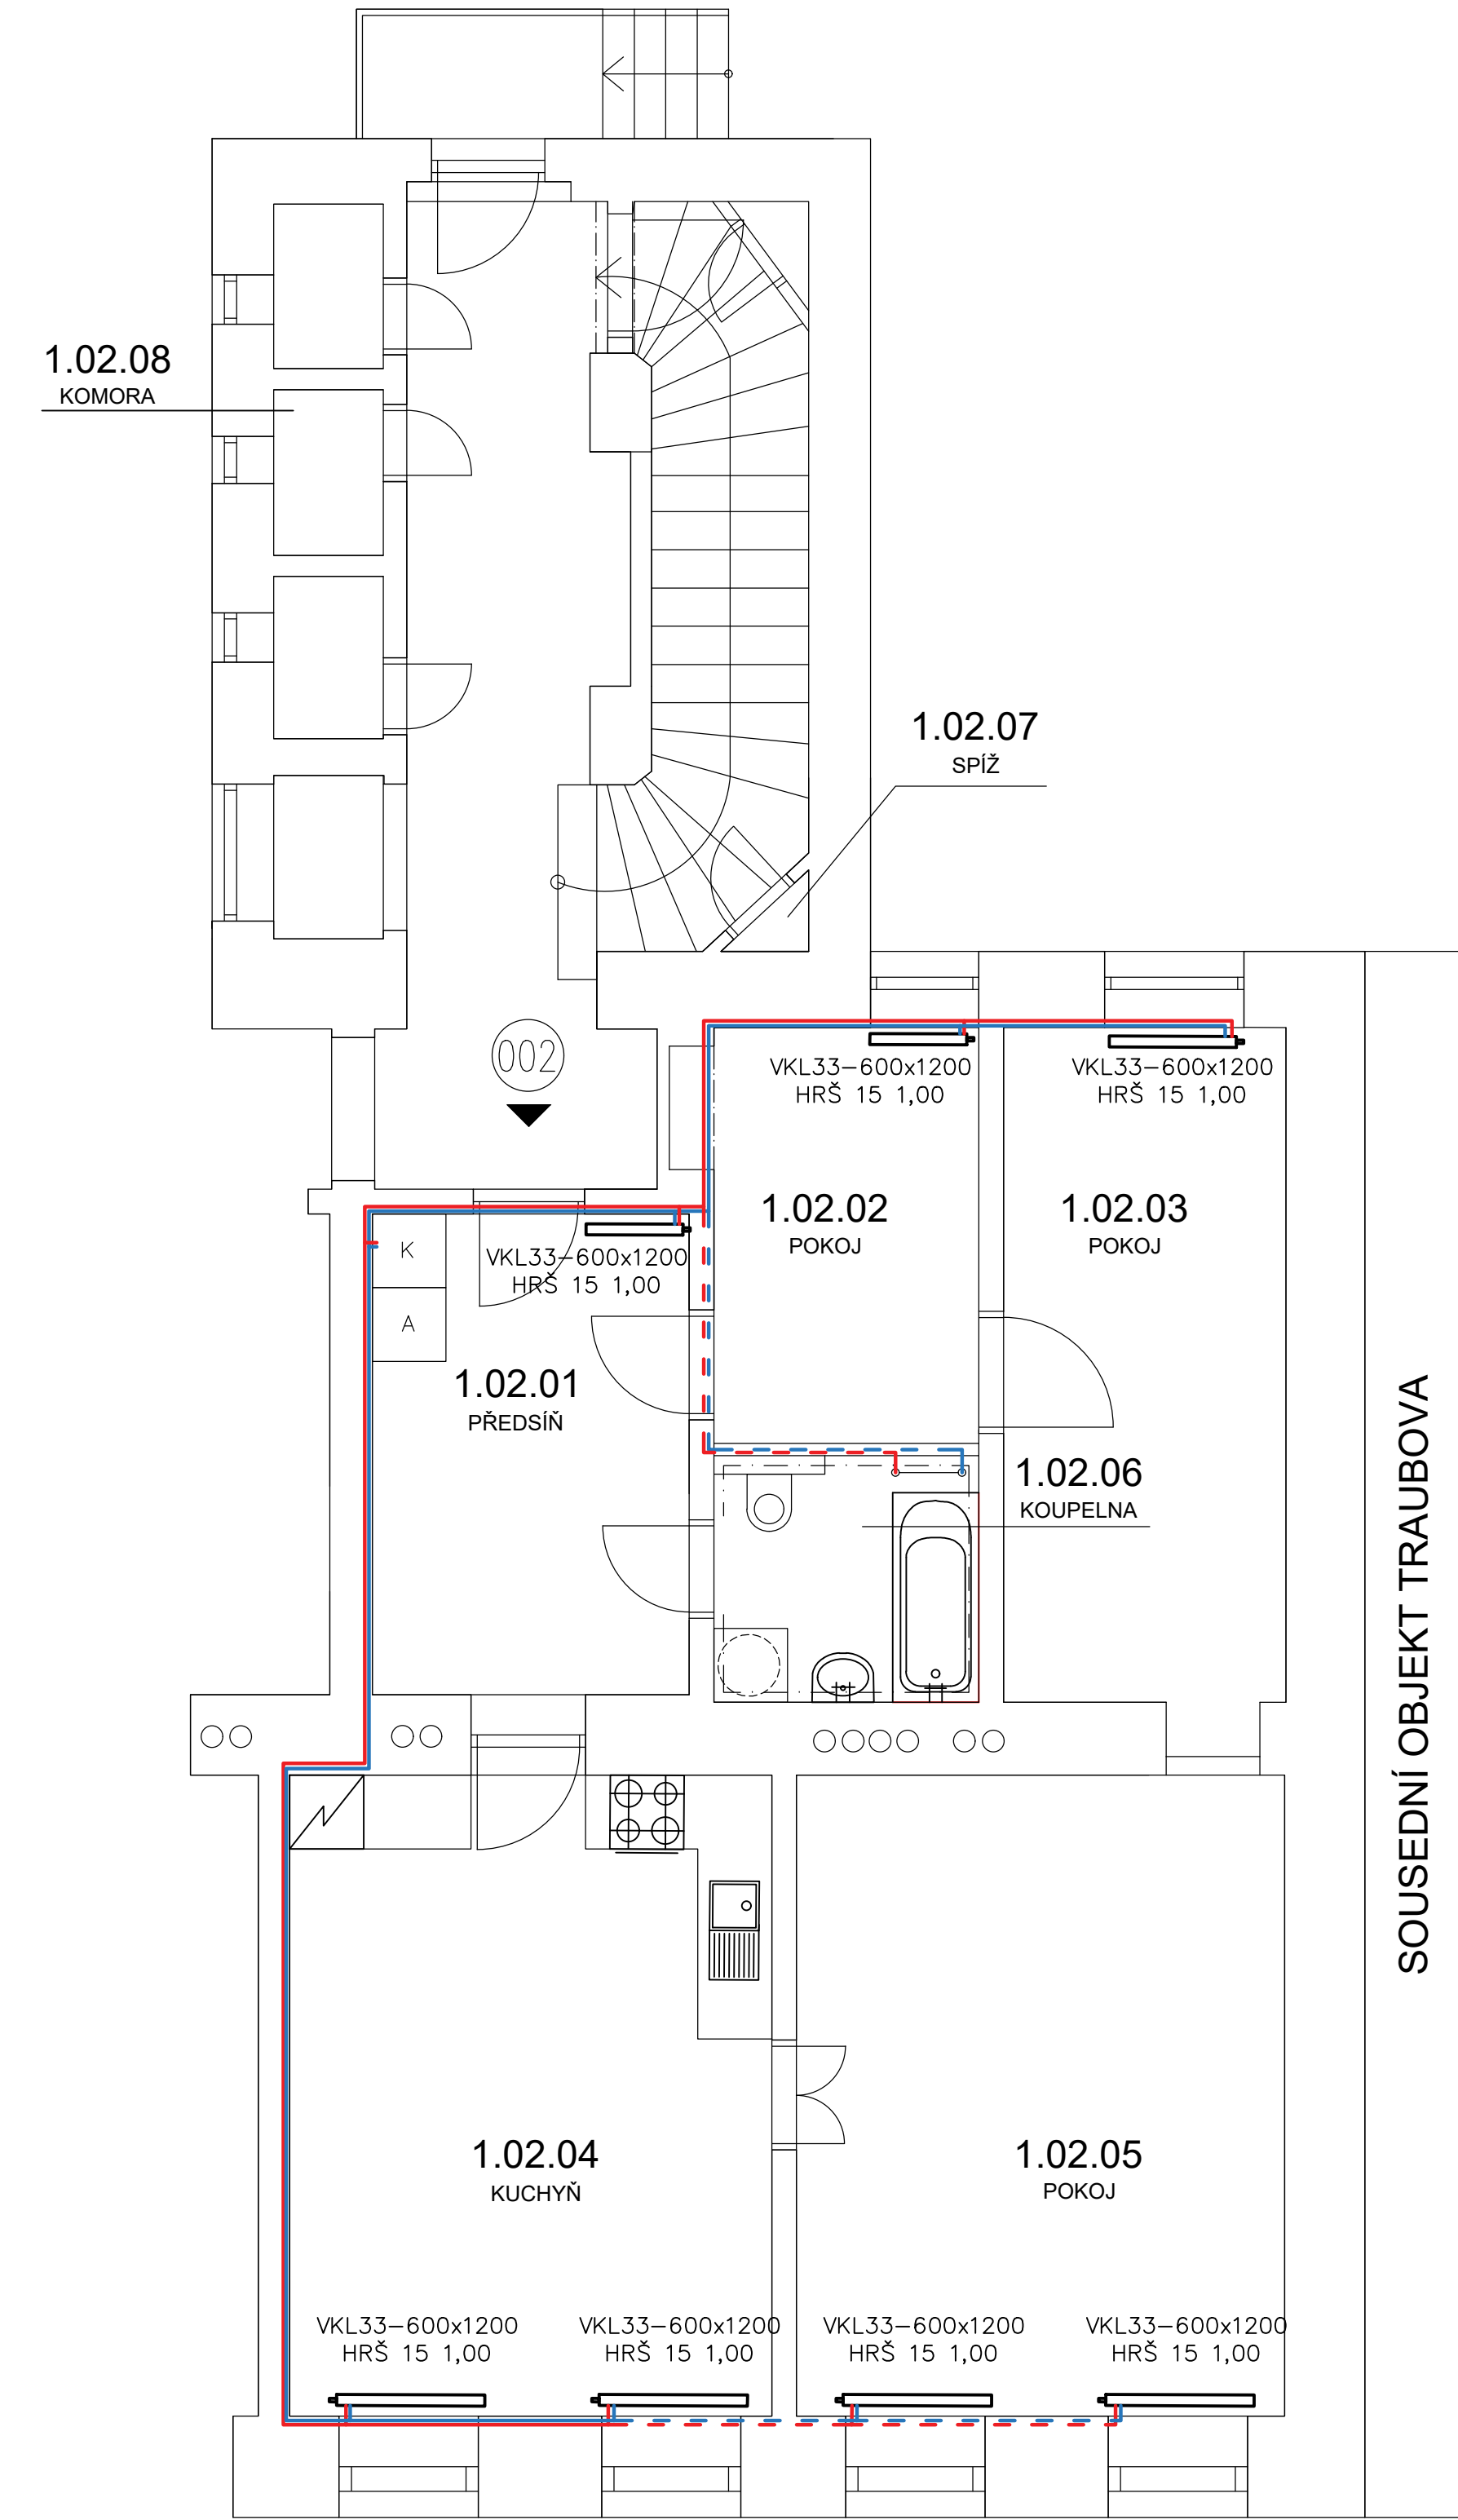 1.02.08
KOMORA
1.02.07
SPÍŽ
002
VKL33-600x1200
HRŠ 15 1,00
VKL33-600x1200
HRŠ 15 1,00
1.02.02
POKOJ
1.02.03
POKOJ
K
VKL33-600x1200
HRŠ 15 1,00
A
1.02.01
PŘEDSÍŇ
1.02.06
KOUPELNA
SOUSEDNÍ OBJEKT TRAUBOVA
1.02.04
KUCHYŇ
1.02.05
POKOJ
VKL33-600x1200
HRŠ 15 1,00
VKL33-600x1200
HRŠ 15 1,00
VKL33-600x1200
HRŠ 15 1,00
VKL33-600x1200
HRŠ 15 1,00